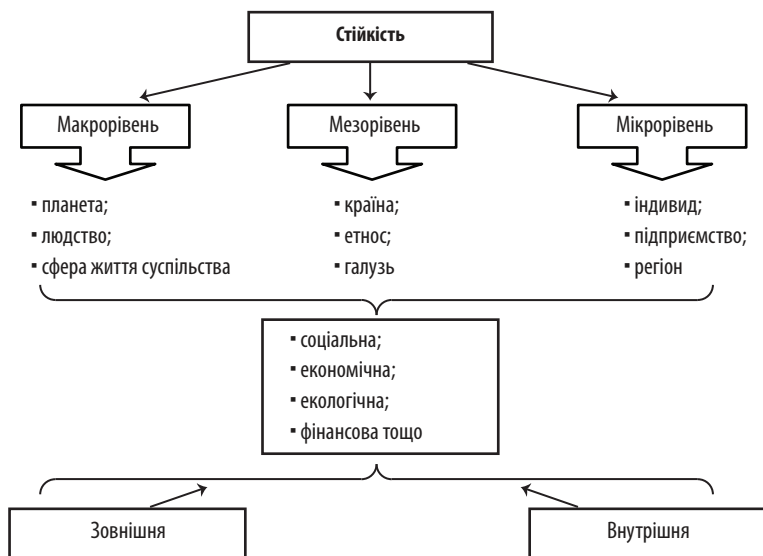 Стійкість
Макрорівень
Мезорівень
Мікрорівень
▪ планета;
▪ людство;
▪ сфера життя суспільства
▪ країна;
▪ етнос;
▪ галузь
▪ індивид;
▪ підприємство;
▪ регіон
▪ соціальна;
▪ економічна;
▪ екологічна;
▪ фінансова тощо
Зовнішня
Внутрішня